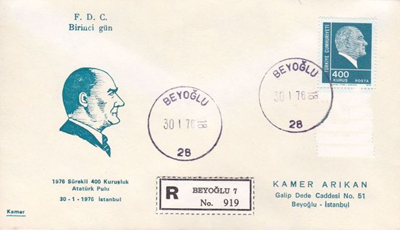 F. D. C.
Birinci gün
TÜRKİYE CUMHURİYETİ
400
KURUŞ POSTA
BEYOĞLU
30 1 76
28
BEYOĞLU
30 1 76
28
1976 Sürekli 400 Kuruşluk
Atatürk Pulu
30 - 1 - 1976 İstanbul
R
BEYOĞLU 7
No. 919
KAMER ARIKAN
Galip Dede Caddesi No. 51
Beyoğlu - İstanbul
Kamer